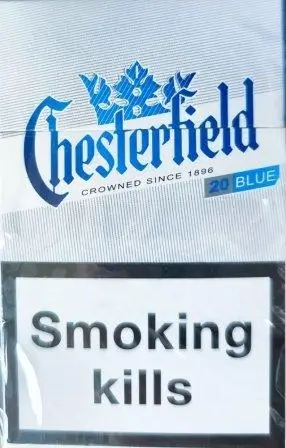 Chesterfield
CROWNED SINCE 1896
20 BLUE
Smoking
kills